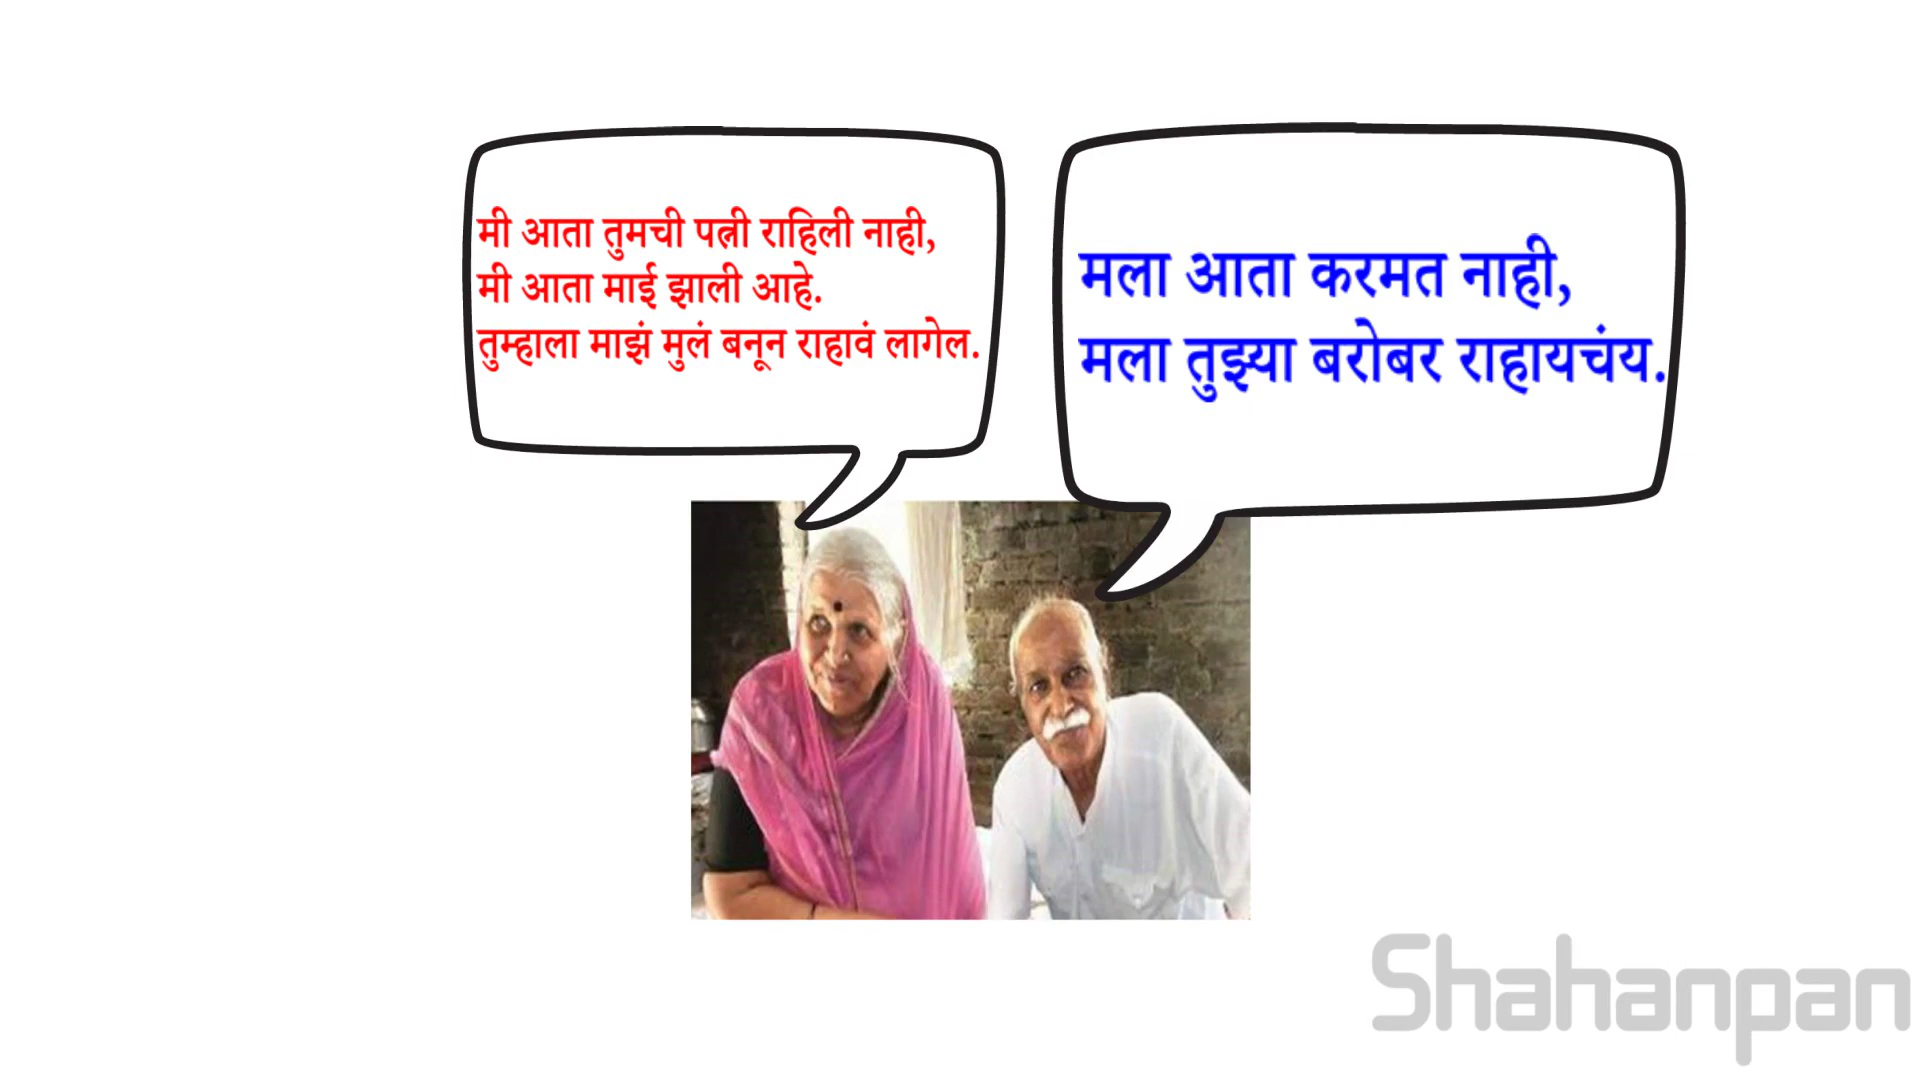 मी आता तुमची पत्नी राहिली नाही,
मी आता माई झाली आहे.
तुम्हाला माझं मुलं बनून राहावं लागेल.
मला आता करमत नाही,
मला तुझ्या बरोबर राहायचंय.
Shahanpan